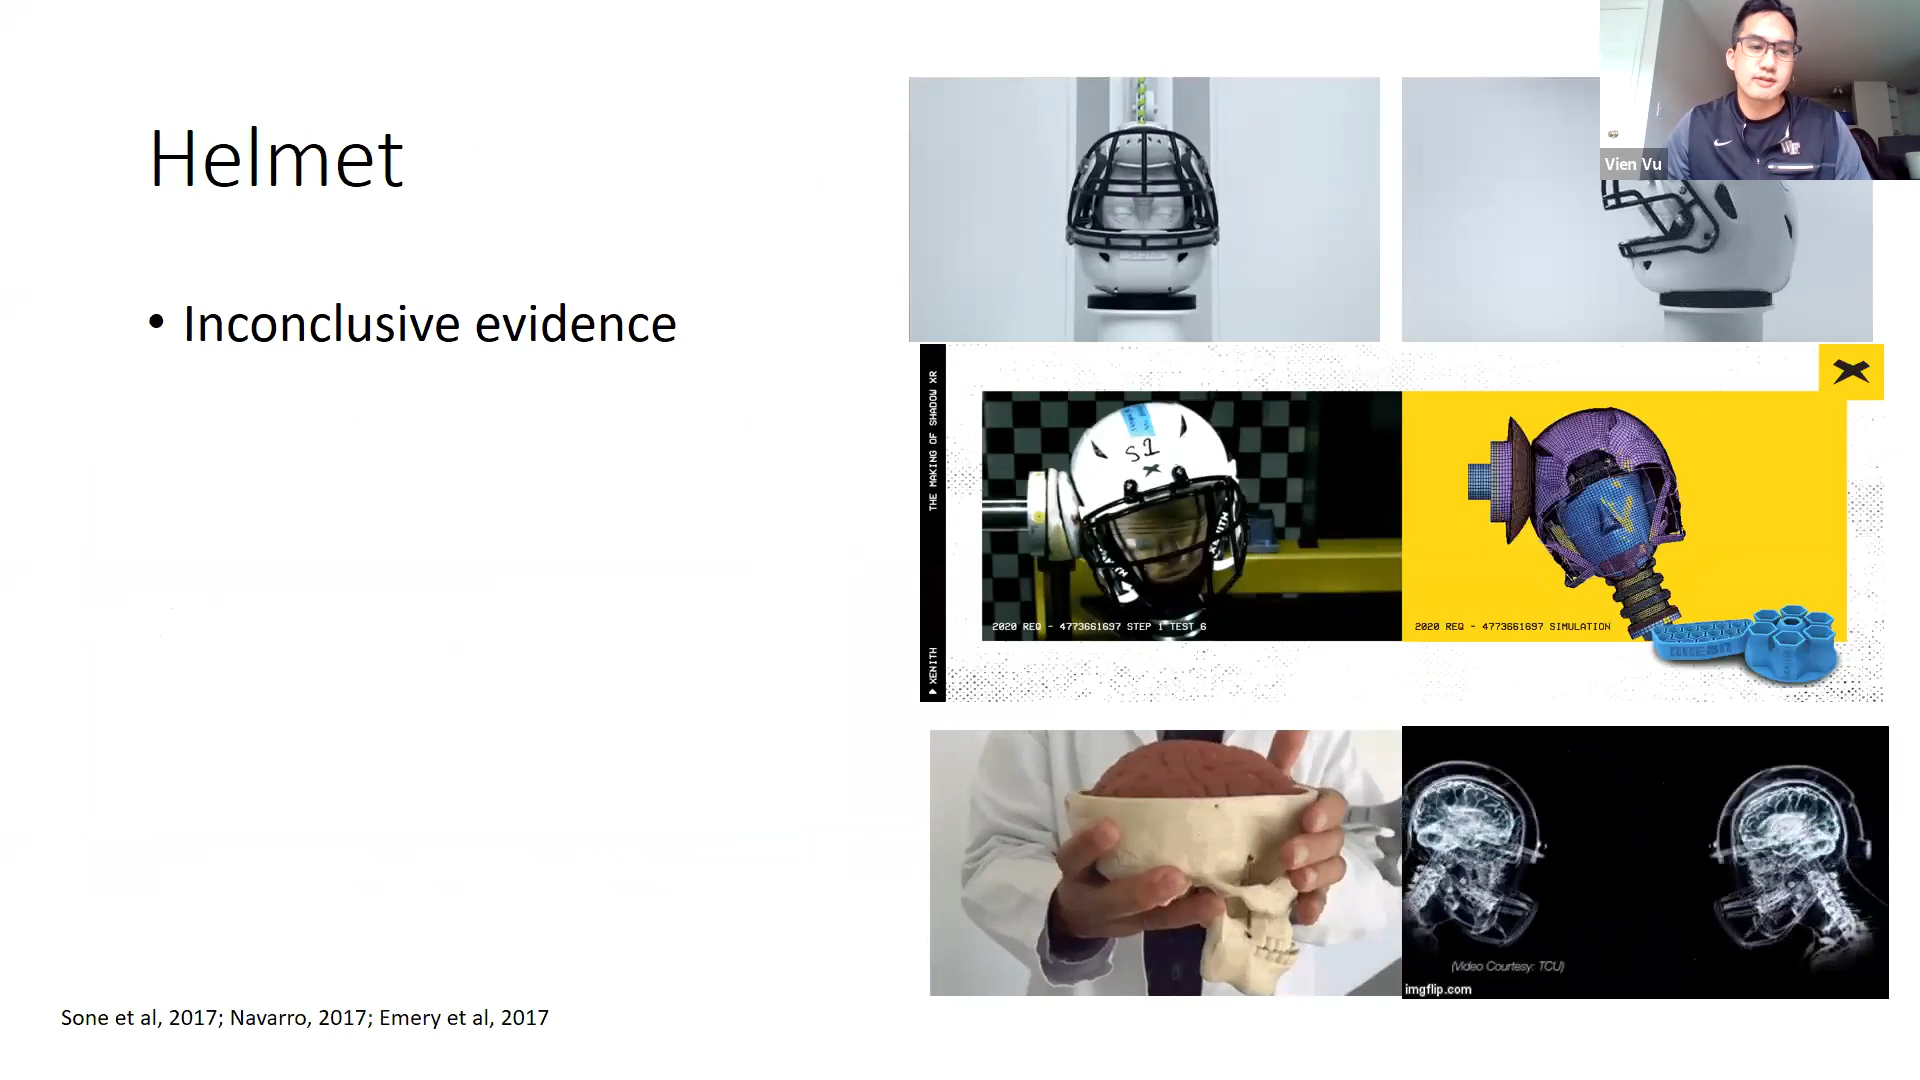 Helmet
• Inconclusive evidence
Sone et al, 2017; Navarro, 2017; Emery et al, 2017
Vien Vu
THE MAKING OF SHADOW XR
XENITH
S1
XENITH
2020 REQ - 4773661697 STEP 1 TEST 6
2020 REQ - 4773661697 SIMULATION
(Video Courtesy: TCU)
imgflip.com